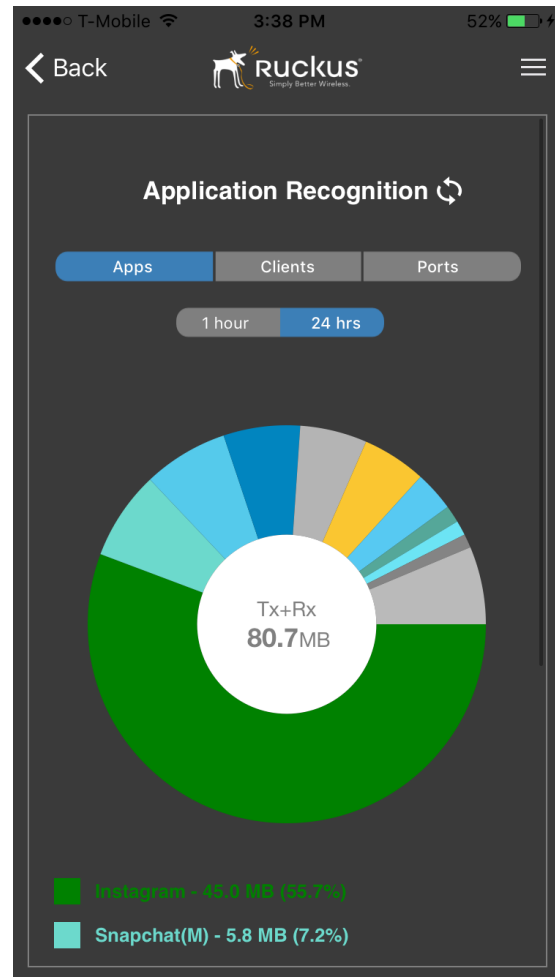 T-Mobile 3:38 PM 52%
Back RUCKUS
Simply Better Wireless.
Application Recognition
Apps Clients Ports
1 hour 24 hrs
Tx+Rx
80.7MB
Instagram - 45.0 MB (55.7%)
Snapchat(M) - 5.8 MB (7.2%)